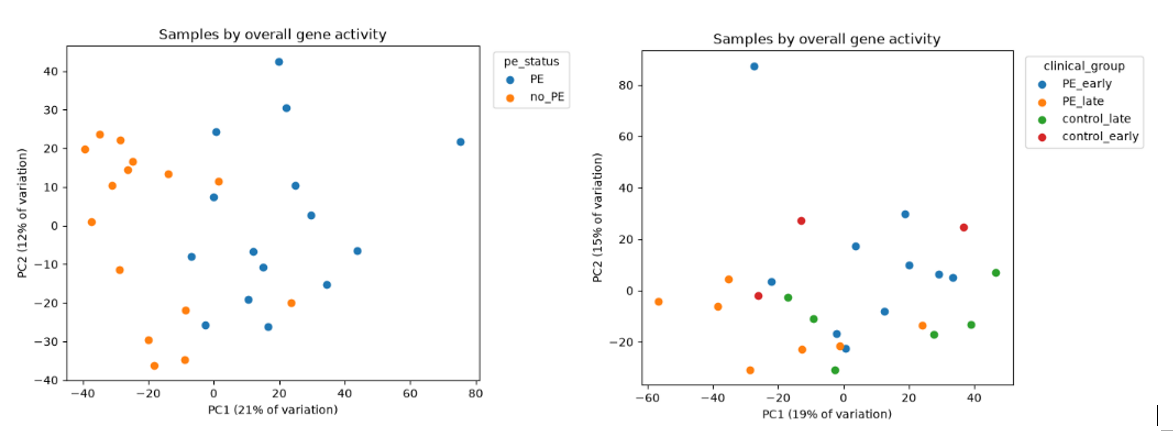 Samples by overall gene activity
pe_status
PE
no_PE
40
30
20
10
0
−10
−20
−30
−40
PC2 (12% of variation)
−40
−20
0
20
40
60
80
PC1 (21% of variation)
Samples by overall gene activity
clinical_group
PE_early
PE_late
control_late
control_early
80
60
40
20
0
−20
PC2 (15% of variation)
−60
−40
−20
0
20
40
PC1 (19% of variation)